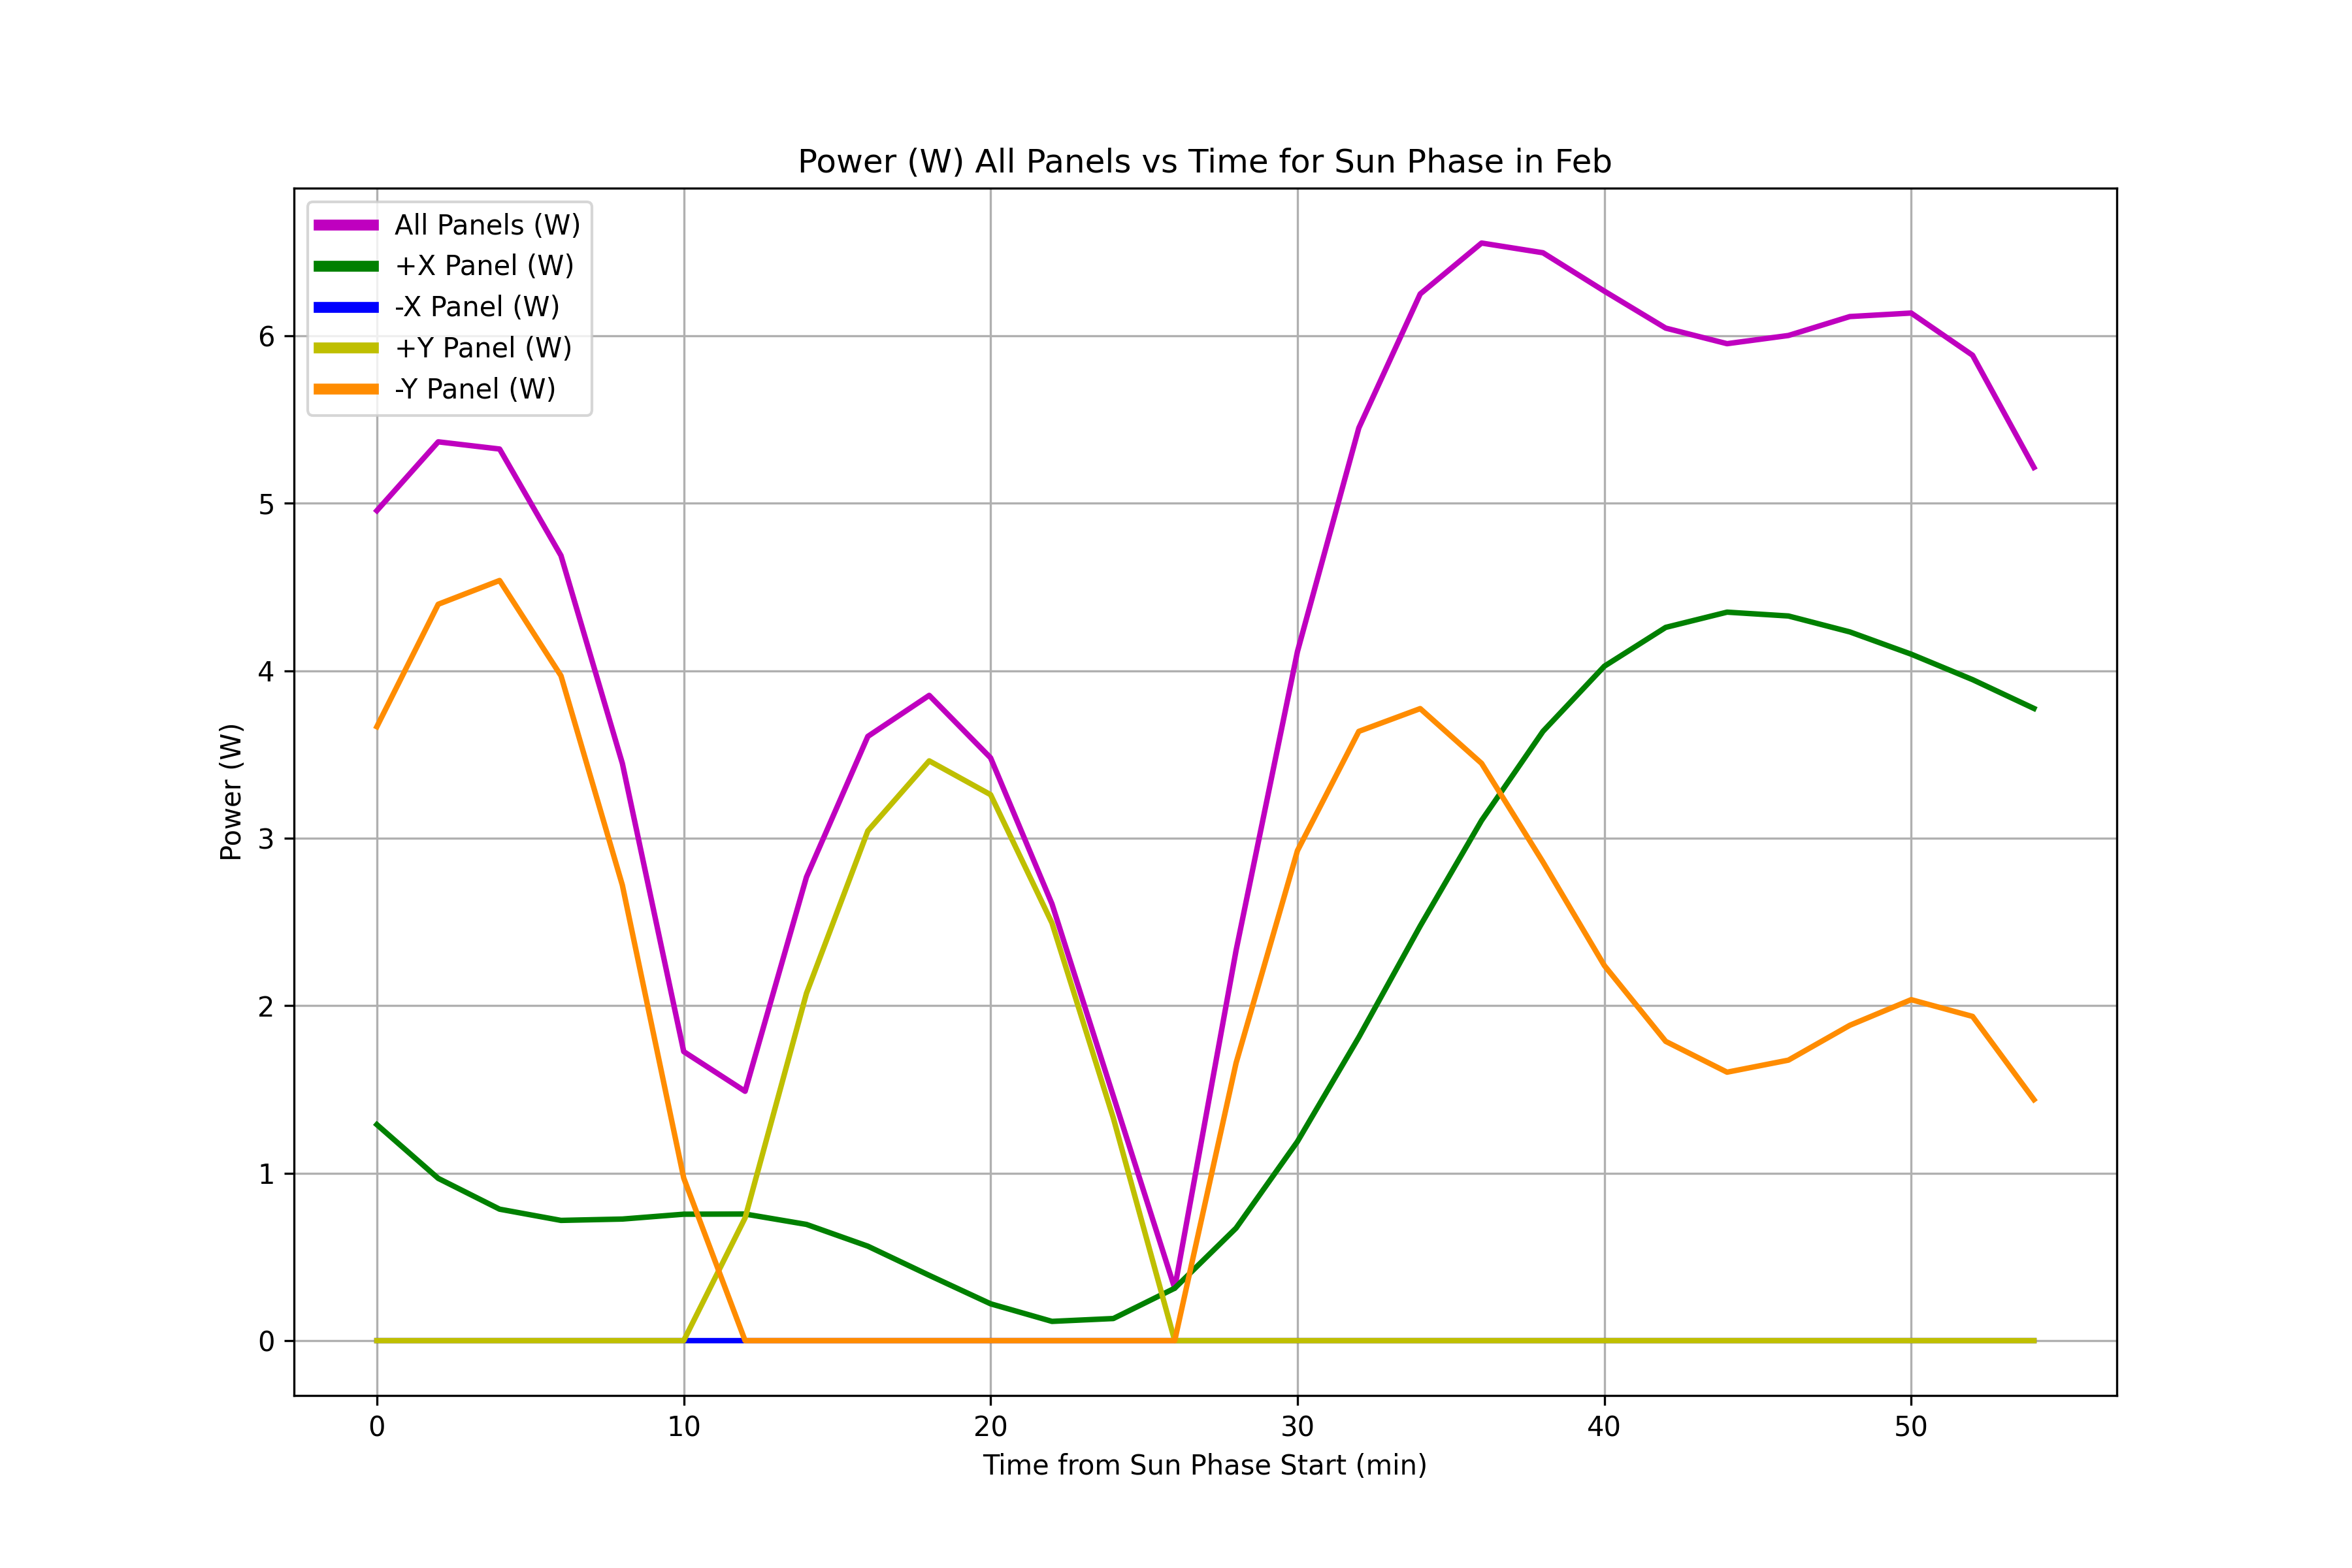 Power (W) All Panels vs Time for Sun Phase in Feb
All Panels (W)
+X Panel (W)
-X Panel (W)
+Y Panel (W)
-Y Panel (W)
6
5
4
3
2
1
0
Power (W)
0 10 20 30 40 50
Time from Sun Phase Start (min)